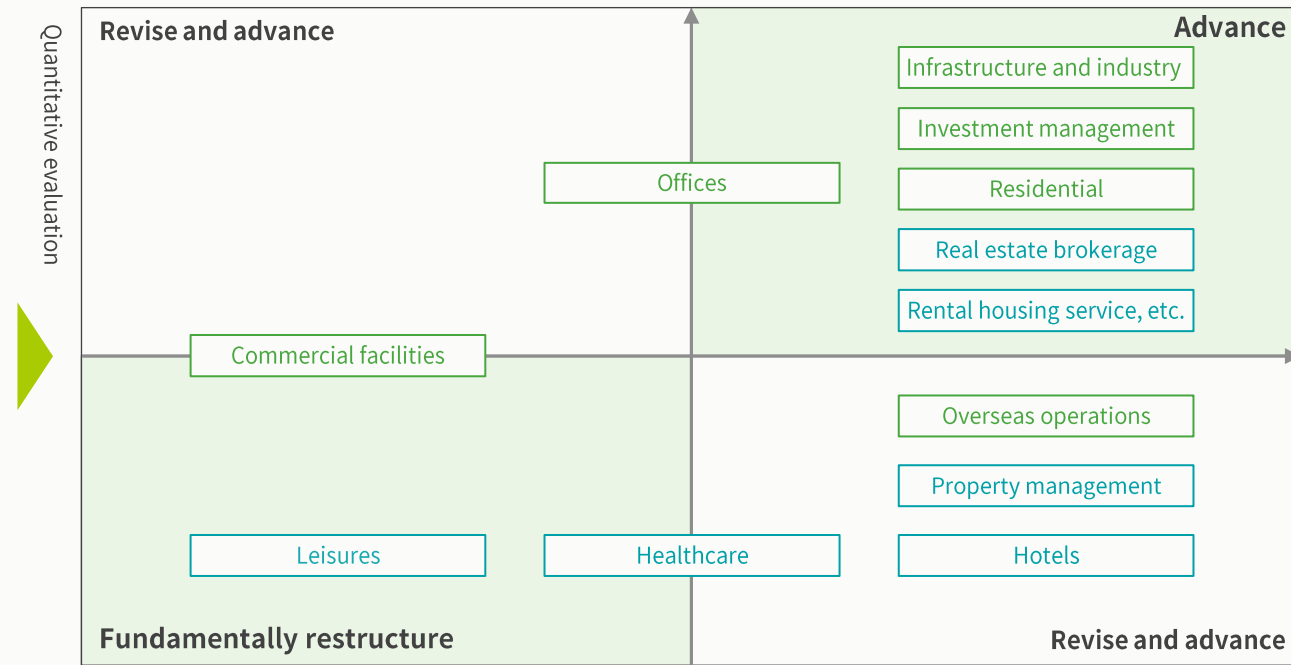 Quantitative evaluation
Revise and advance
Advance
Infrastructure and industry
Investment management
Offices
Residential
Real estate brokerage
Rental housing service, etc.
Commercial facilities
Overseas operations
Property management
Leisures
Healthcare
Hotels
Fundamentally restructure
Revise and advance